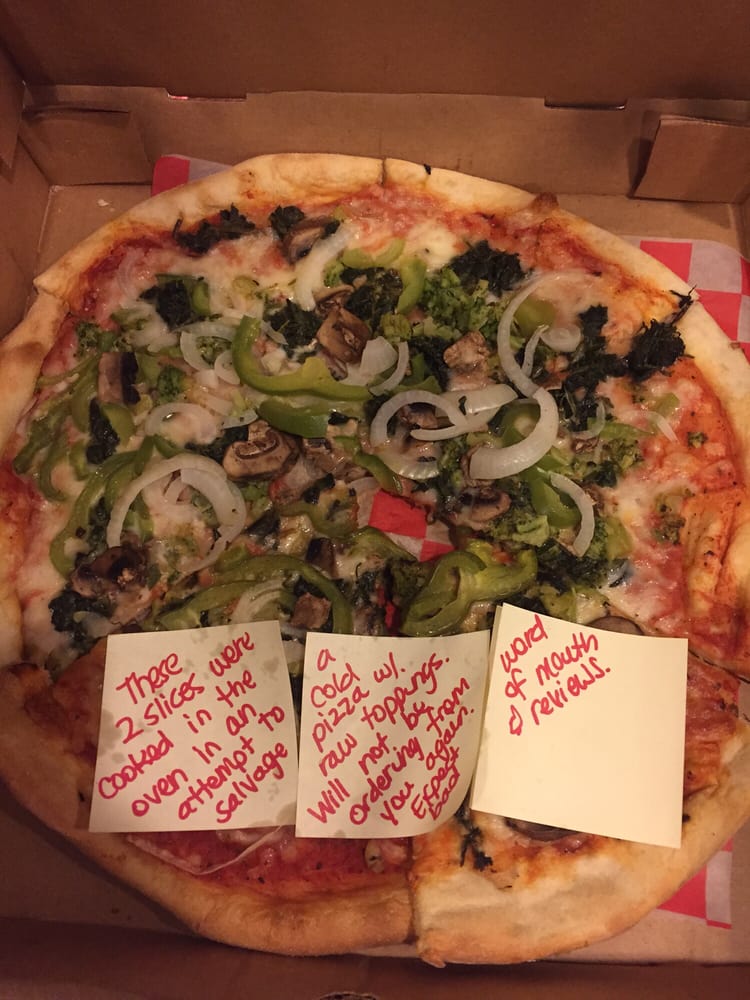 These
2 slices were
cooked in the
oven in an
attempt to
salvage
a
cold
pizza w/.
raw toppings.
Will not be
ordering from
you again.
Expect
bad
word
of mouth
& reviews.